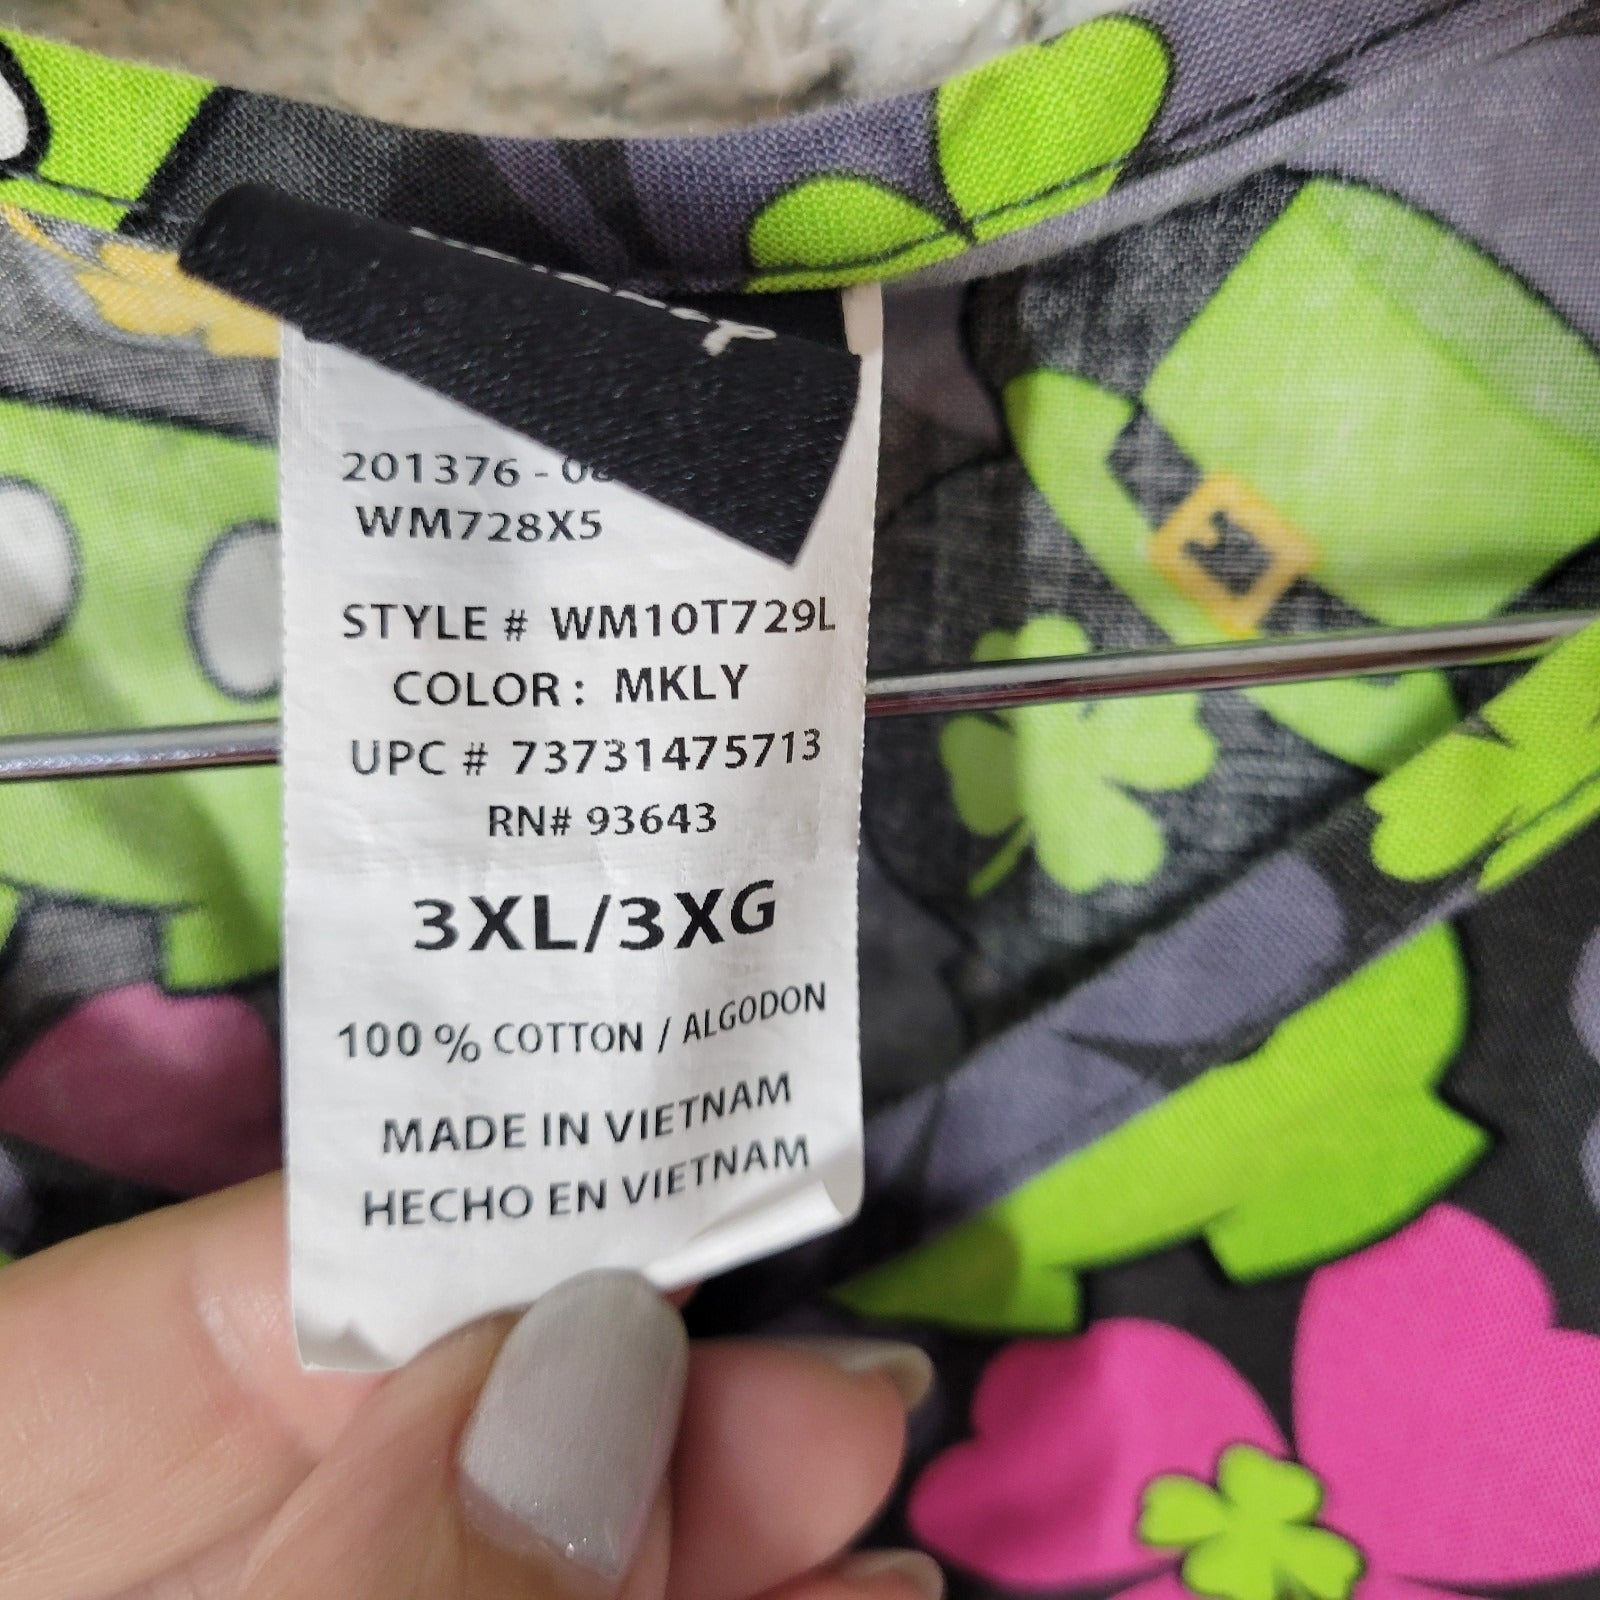 201376 - 0
WM728X5
STYLE # WM10T729L
COLOR : MKLY
UPC # 73731475713
RN# 93643
3XL/3XG
100 % COTTON / ALGODON
MADE IN VIETNAM
HECHO EN VIETNAM